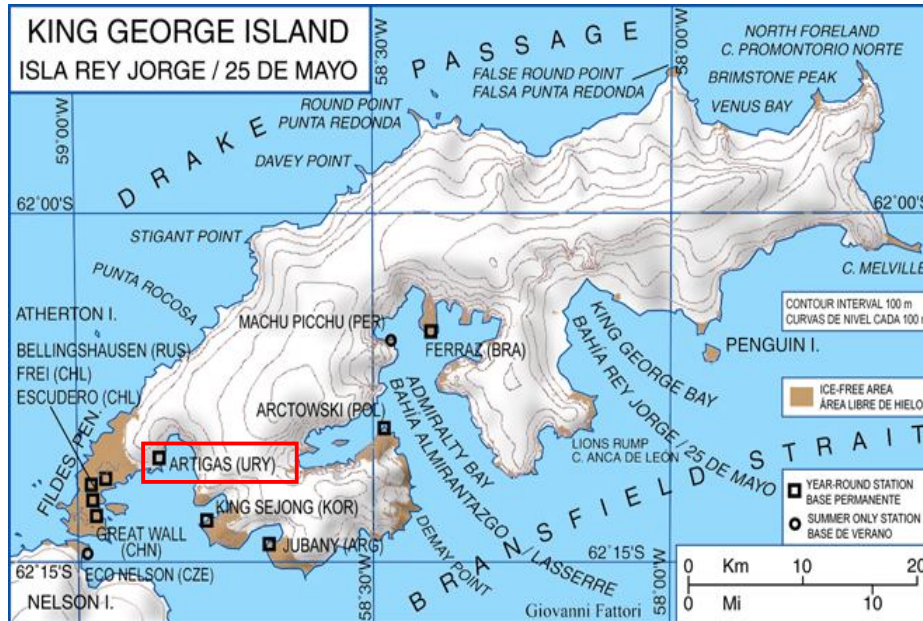 KING GEORGE ISLAND
ISLA REY JORGE / 25 DE MAYO
58°30'W
DRAKE PASSAGE
58°00'W
NORTH FORELAND
C. PROMONTORIO NORTE
FALSE ROUND POINT
FALSA PUNTA REDONDA
BRIMSTONE PEAK
VENUS BAY
ROUND POINT
PUNTA REDONDA
59°00'W
DAVEY POINT
62°00'S
62°00'S
STIGANT POINT
C. MELVILLE
PUNTA ROCOSA
ATHERTON I.
BELLINGSHAUSEN (RUS)
FREI (CHL)
ESCUDERO (CHL)
MACHU PICCHU (PER)
FERRAZ (BRA)
CONTOUR INTERVAL 100 m
CURVAS DE NIVEL CADA 100 m
PENGUIN I.
KING GEORGE BAY
BAHIA REY JORGE / 25 DE MAYO
ICE-FREE AREA
ÁREA LIBRE DE HIELO
ARCTOWSKI (POL)
ADMIRALTY BAY
BAHIA ALMIRANTAZGO / LASSERRE
LIONS RUMP
C. ANCA DE LEÓN
FILDES PEN.
ARTIGAS (URY)
BRANSFIELD STRAIT
YEAR-ROUND STATION
BASE PERMANENTE
SUMMER ONLY STATION
BASE DE VERANO
KING SEJONG (KOR)
GREAT WALL
(CHN)
JUBANY (ARG)
DEMAY POINT
62°15'S
62°15'S
ECO NELSON (CZE)
NELSON I.
58°30'W
58°00'W
Giovanni Fattori
0 Km 10 20
0 Mi 10